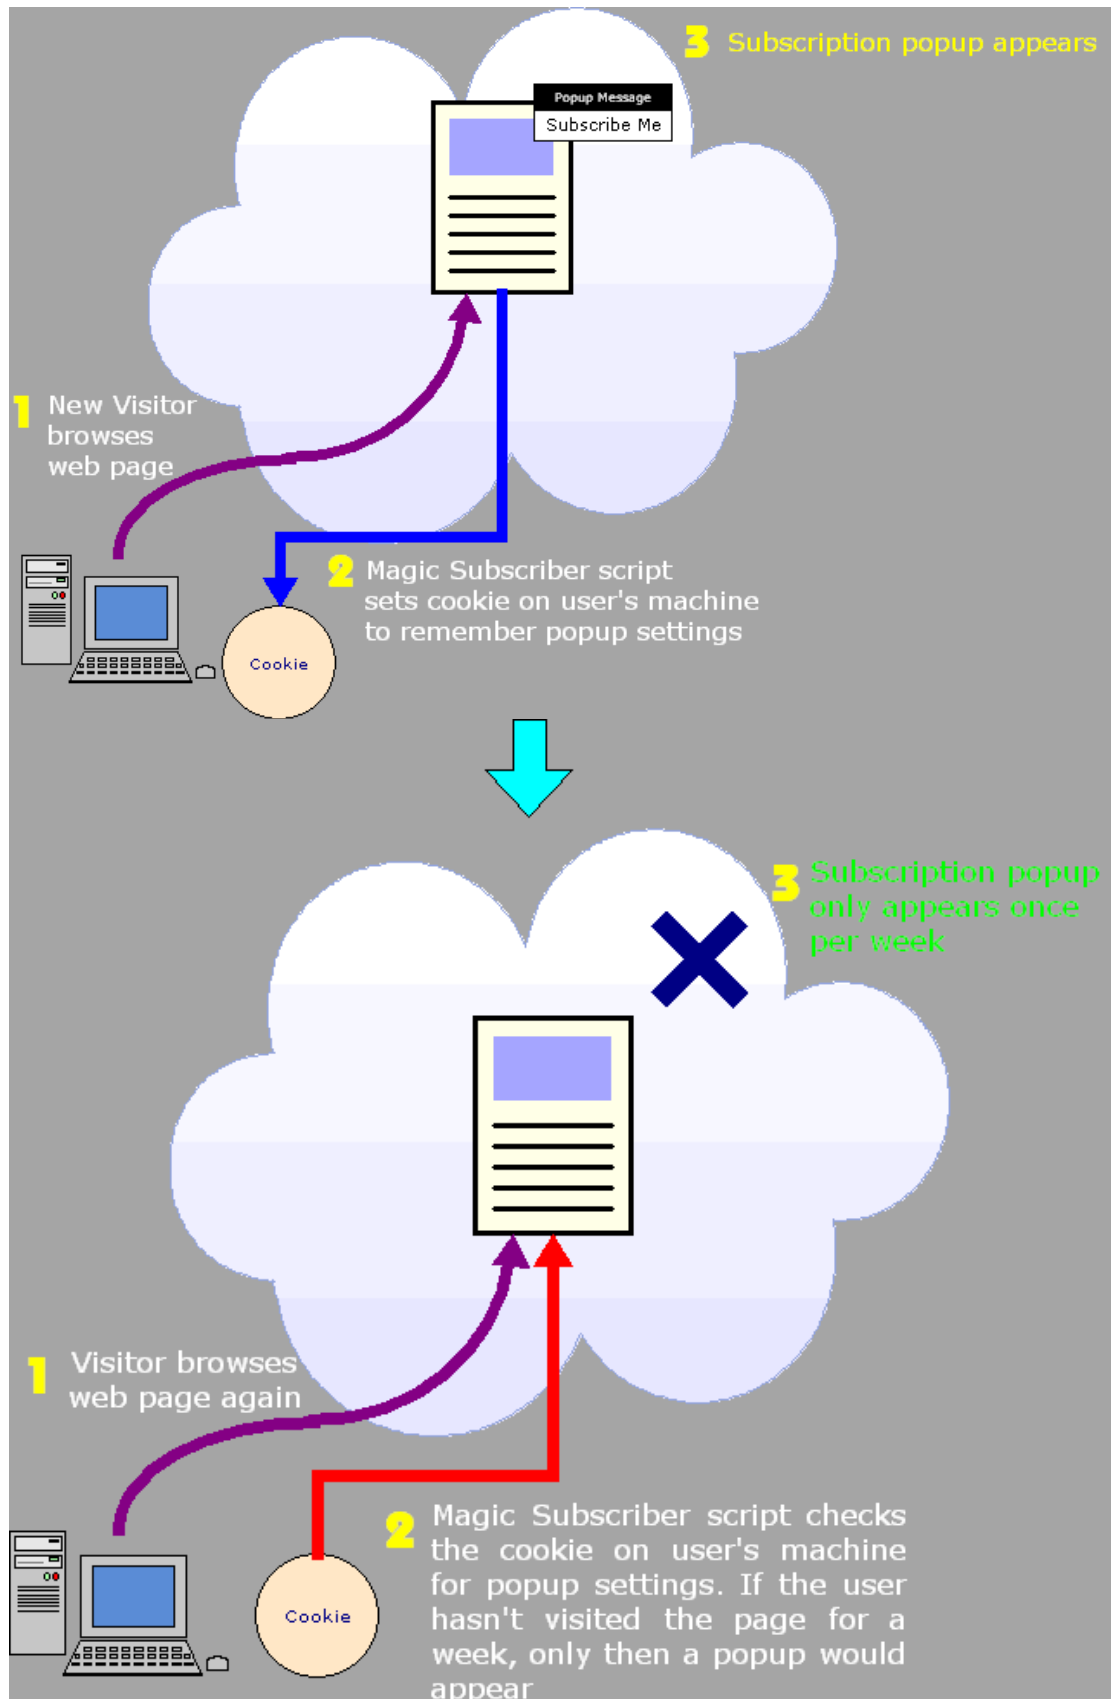 3 Subscription popup appears
Popup Message
Subscribe Me
1 New Visitor
browses
web page
2 Magic Subscriber script
sets cookie on user's machine
to remember popup settings
Cookie
3 Subscription popup
only appears once
per week
1 Visitor browses
web page again
2 Magic Subscriber script checks
the cookie on user's machine
for popup settings. If the user
hasn't visited the page for a
week, only then a popup would
appear
Cookie